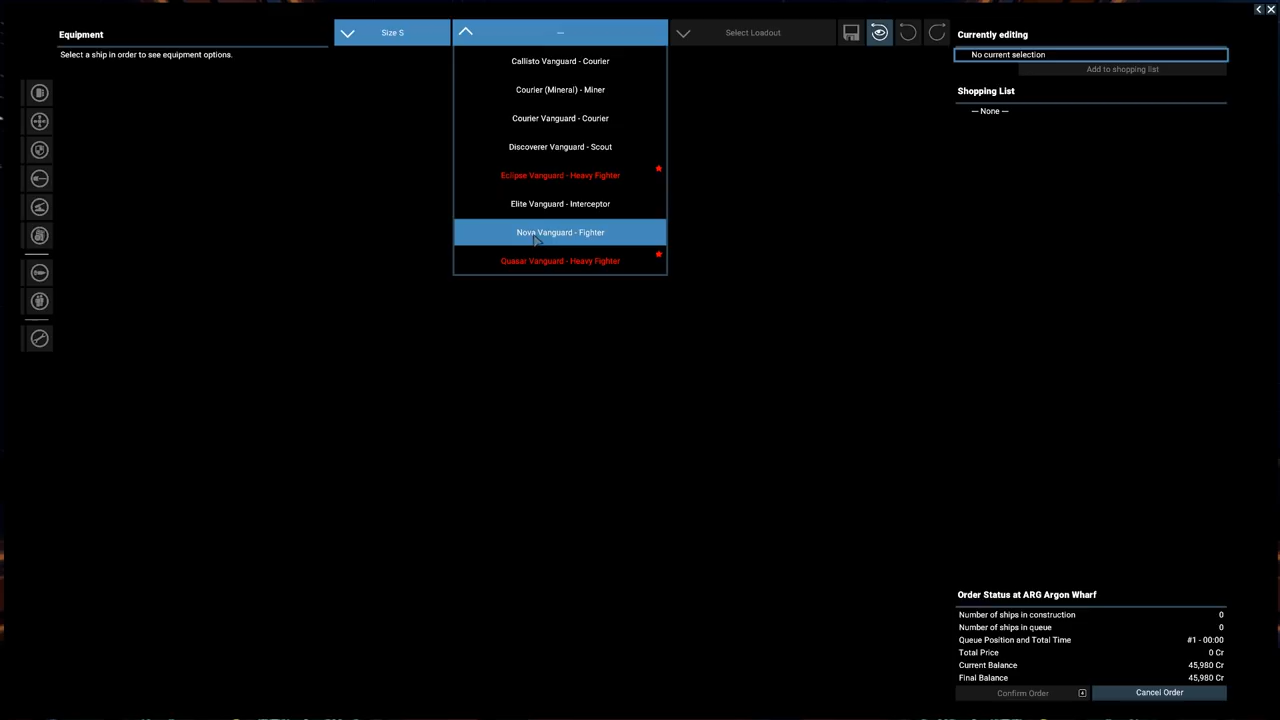 Equipment
Select a ship in order to see equipment options.
Size S
—
Select Loadout
Callisto Vanguard - Courier
Courier (Mineral) - Miner
Courier Vanguard - Courier
Discoverer Vanguard - Scout
Eclipse Vanguard - Heavy Fighter
Elite Vanguard - Interceptor
Nova Vanguard - Fighter
Quasar Vanguard - Heavy Fighter
Currently editing
No current selection
Add to shopping list
Shopping List
— None —
Order Status at ARG Argon Wharf
Number of ships in construction 0
Number of ships in queue 0
Queue Position and Total Time #1 - 00:00
Total Price 0 Cr
Current Balance 45,980 Cr
Final Balance 45,980 Cr
Confirm Order
Cancel Order